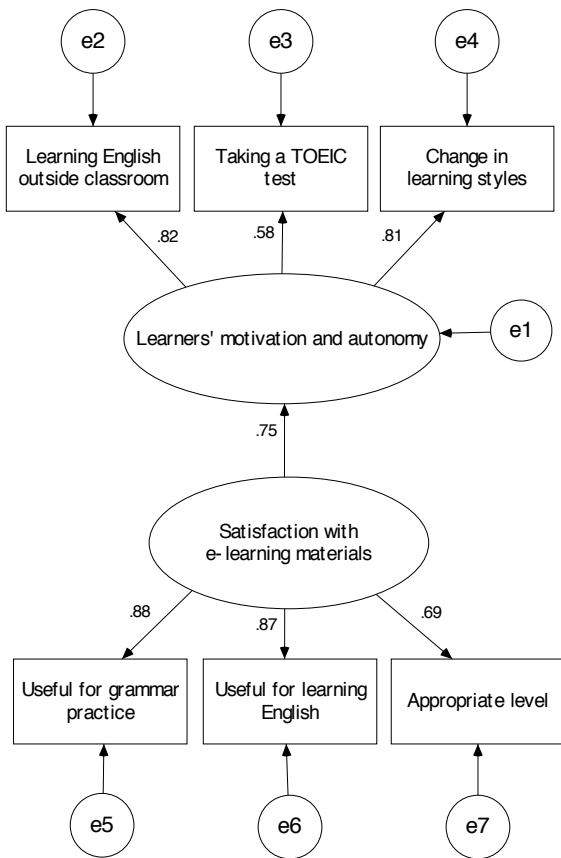 e2
e3
e4
Learning English
outside classroom
Taking a TOEIC
test
Change in
learning styles
.82
.58
.81
Learners' motivation and autonomy
e1
.75
Satisfaction with
e-learning materials
.88
.87
.69
Useful for grammar
practice
Useful for learning
English
Appropriate level
e5
e6
e7